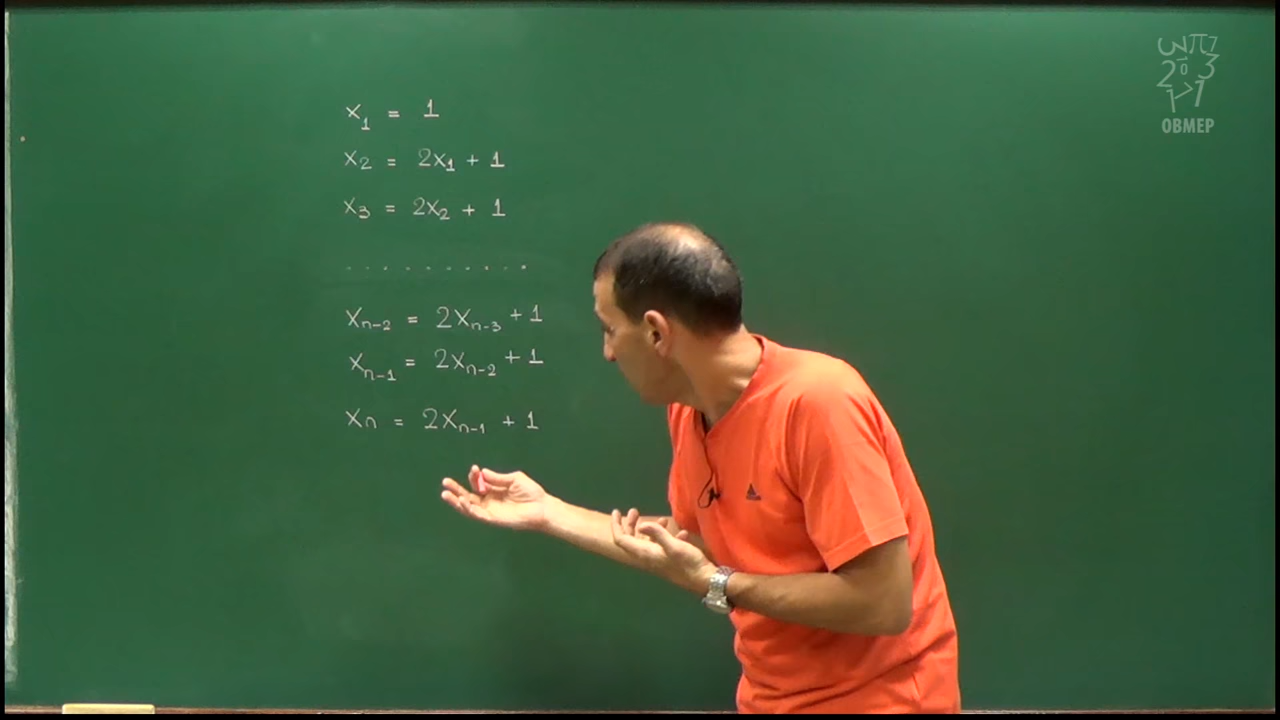 x₁ = 1
x₂ = 2x₁ + 1
x₃ = 2x₂ + 1
. . . . . . . . .
xₙ₋₂ = 2xₙ₋₃ + 1
xₙ₋₁ = 2xₙ₋₂ + 1
xₙ = 2xₙ₋₁ + 1
OBMEP